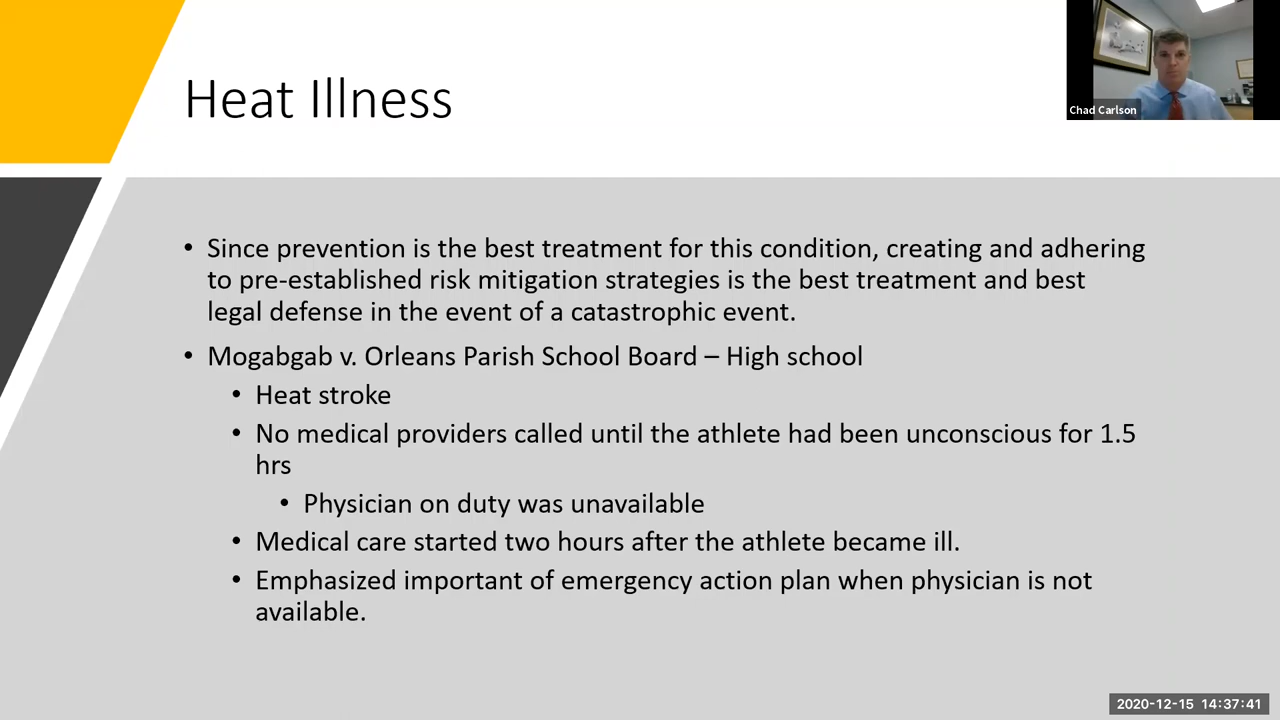 Heat Illness
Chad Carlson
• Since prevention is the best treatment for this condition, creating and adhering
to pre-established risk mitigation strategies is the best treatment and best
legal defense in the event of a catastrophic event.
• Mogabgab v. Orleans Parish School Board – High school
• Heat stroke
• No medical providers called until the athlete had been unconscious for 1.5
hrs
• Physician on duty was unavailable
• Medical care started two hours after the athlete became ill.
• Emphasized important of emergency action plan when physician is not
available.
2020-12-15 14:37:41